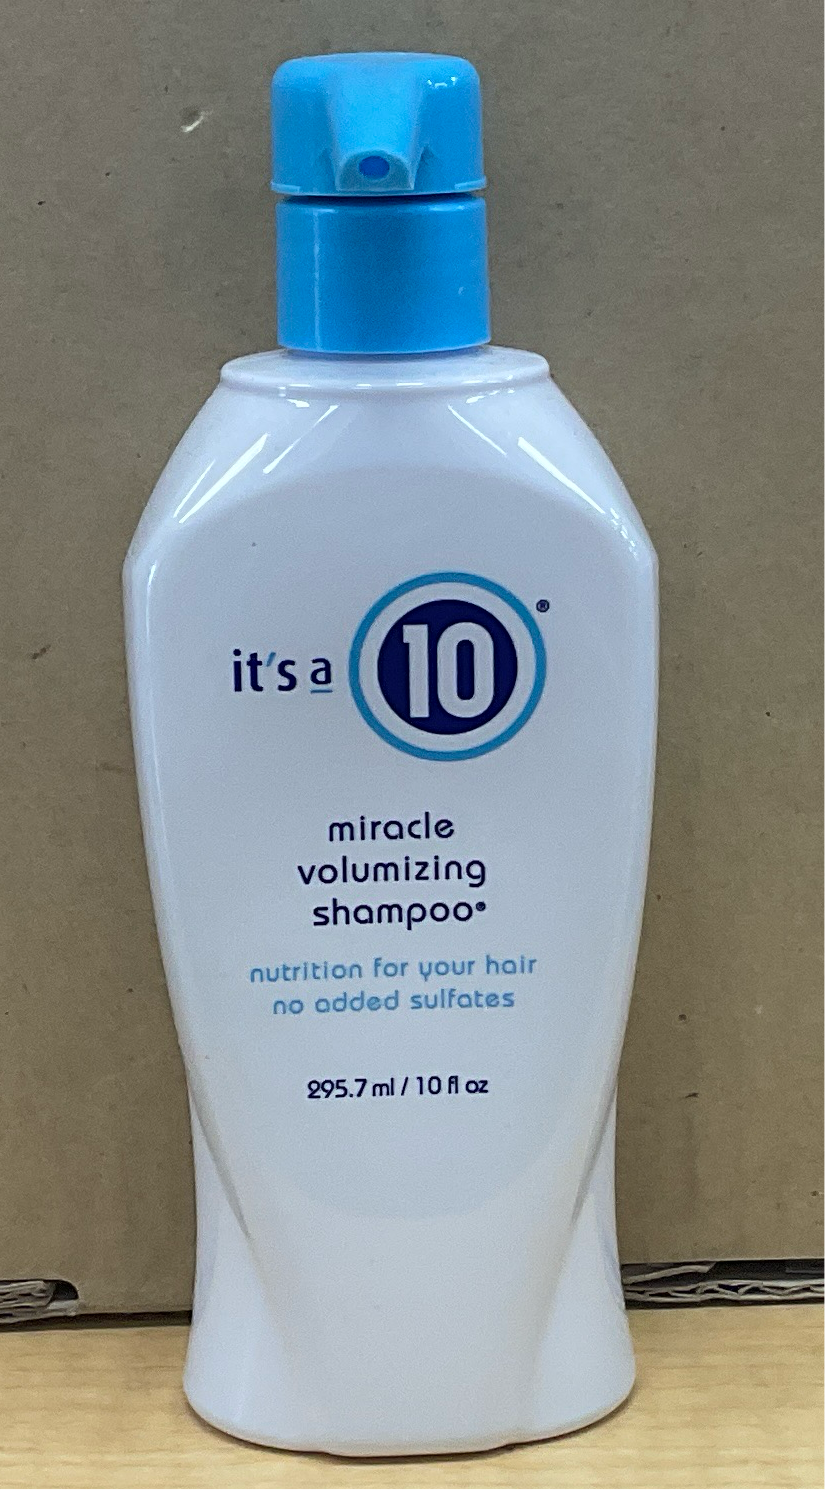 it's a 10®
miracle
volumizing
shampoo®
nutrition for your hair
no added sulfates
295.7 ml / 10 fl oz